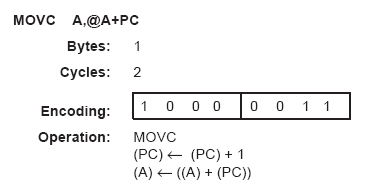 MOVC A,@A+PC
Bytes: 1
Cycles: 2
Encoding: 1 0 0 0 0 0 1 1
Operation: MOVC
(PC) ← (PC) + 1
(A) ← ((A) + (PC))